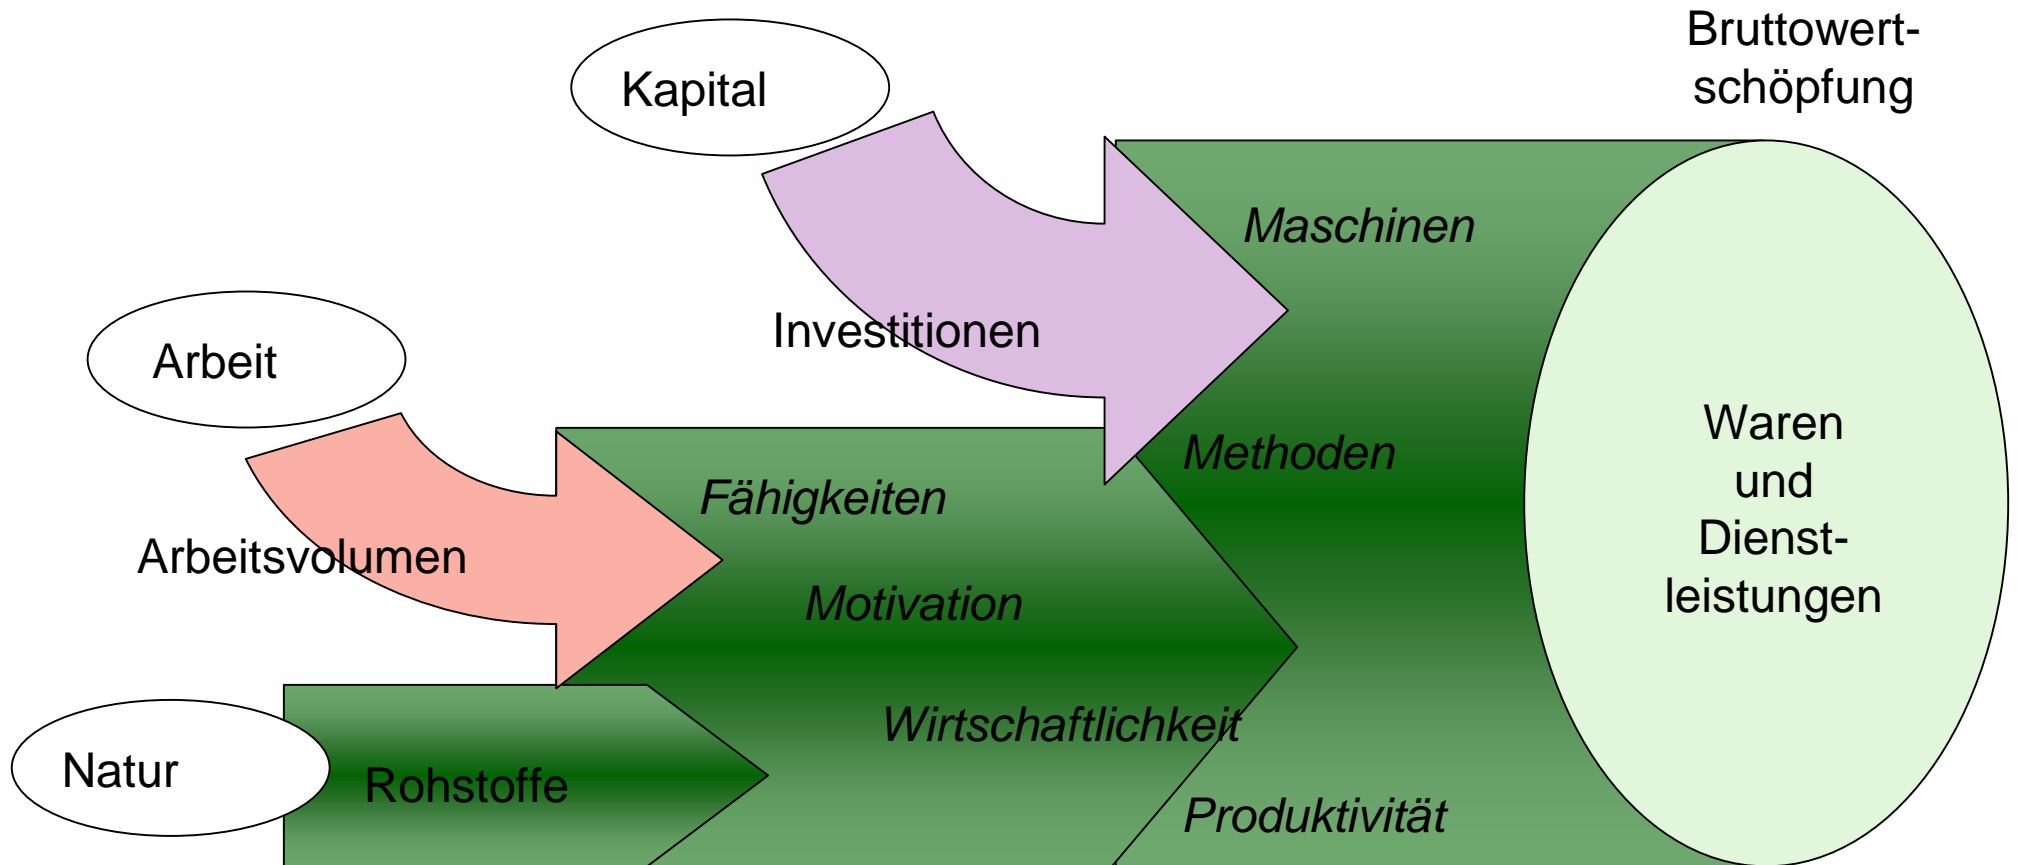 Bruttowert-
schöpfung
Kapital
Maschinen
Investitionen
Arbeit
Methoden
Fähigkeiten
Arbeitsvolumen
Motivation
Wirtschaftlichkeit
Natur
Rohstoffe
Produktivität
Waren
und
Dienst-
leistungen